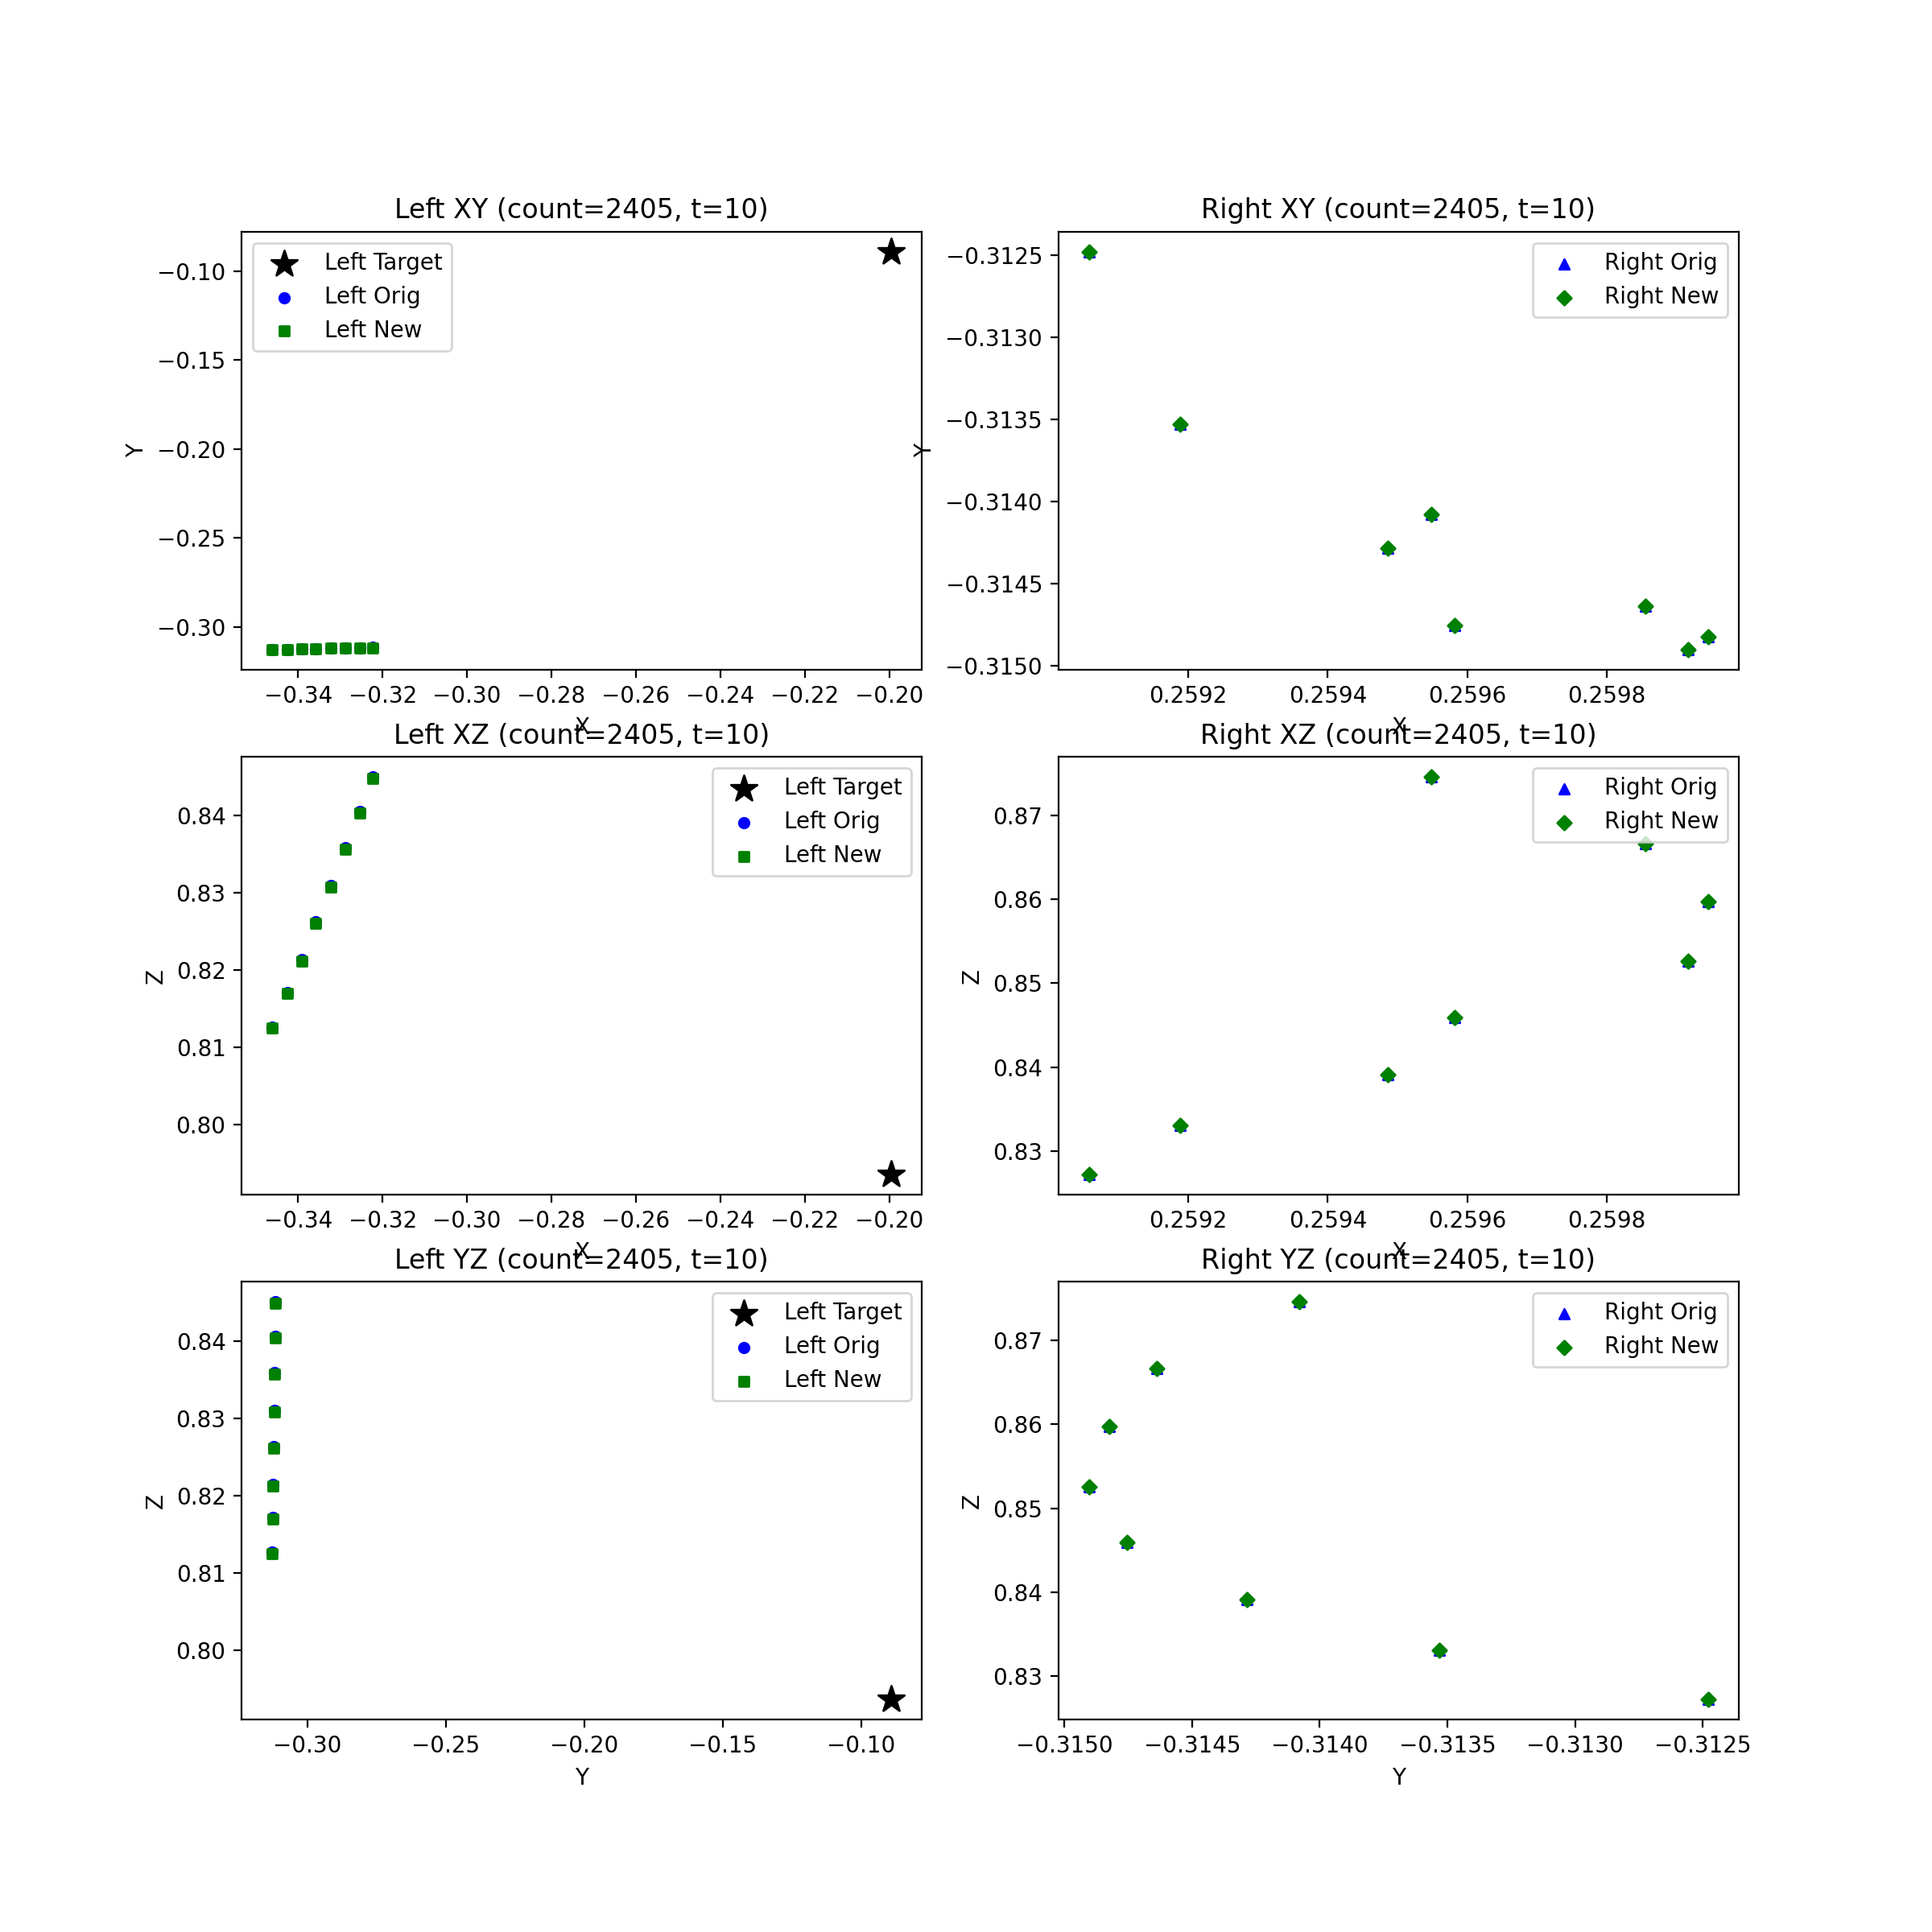 Left XY (count=2405, t=10)
Left Target
Left Orig
Left New
−0.10
−0.15
−0.20
−0.25
−0.30
Y
−0.34 −0.32 −0.30 −0.28 −0.26 −0.24 −0.22 −0.20
X
Right XY (count=2405, t=10)
Right Orig
Right New
−0.3125
−0.3130
−0.3135
−0.3140
−0.3145
−0.3150
Y
0.2592 0.2594 0.2596 0.2598
X
Left XZ (count=2405, t=10)
Left Target
Left Orig
Left New
0.84
0.83
0.82
0.81
0.80
Z
−0.34 −0.32 −0.30 −0.28 −0.26 −0.24 −0.22 −0.20
X
Right XZ (count=2405, t=10)
Right Orig
Right New
0.87
0.86
0.85
0.84
0.83
Z
0.2592 0.2594 0.2596 0.2598
X
Left YZ (count=2405, t=10)
Left Target
Left Orig
Left New
0.84
0.83
0.82
0.81
0.80
Z
−0.30 −0.25 −0.20 −0.15 −0.10
Y
Right YZ (count=2405, t=10)
Right Orig
Right New
0.87
0.86
0.85
0.84
0.83
Z
−0.3150 −0.3145 −0.3140 −0.3135 −0.3130 −0.3125
Y